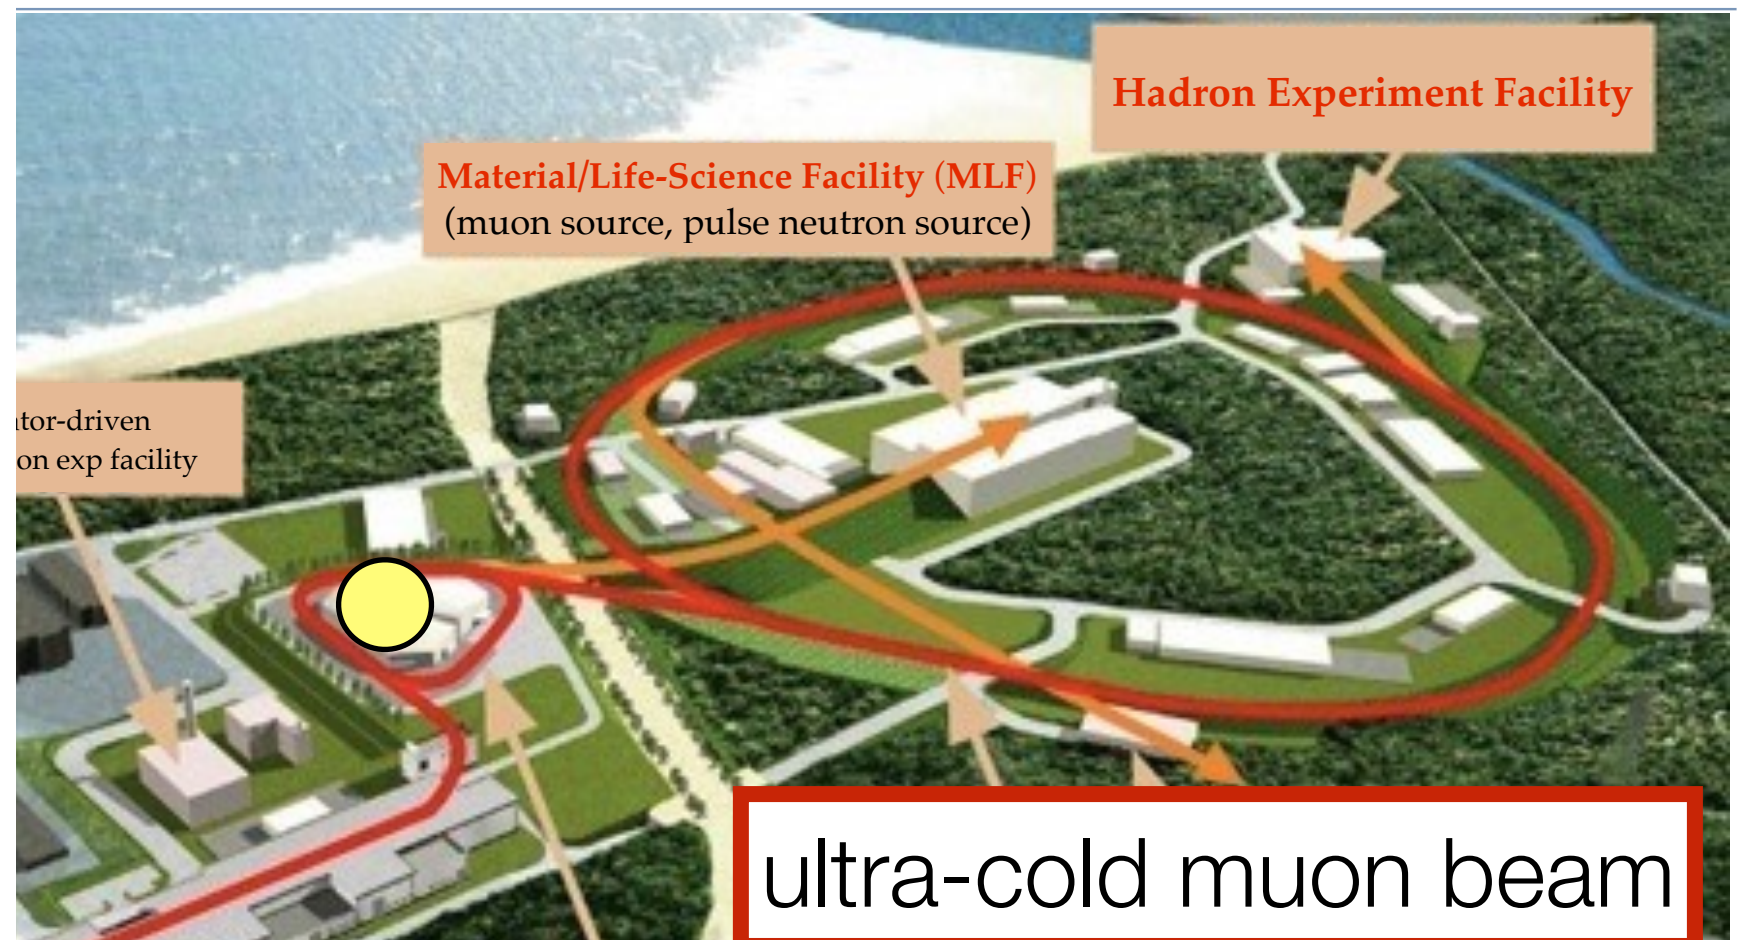 Hadron Experiment Facility
Material/Life-Science Facility (MLF)
(muon source, pulse neutron source)
ator-driven
on exp facility
ultra-cold muon beam